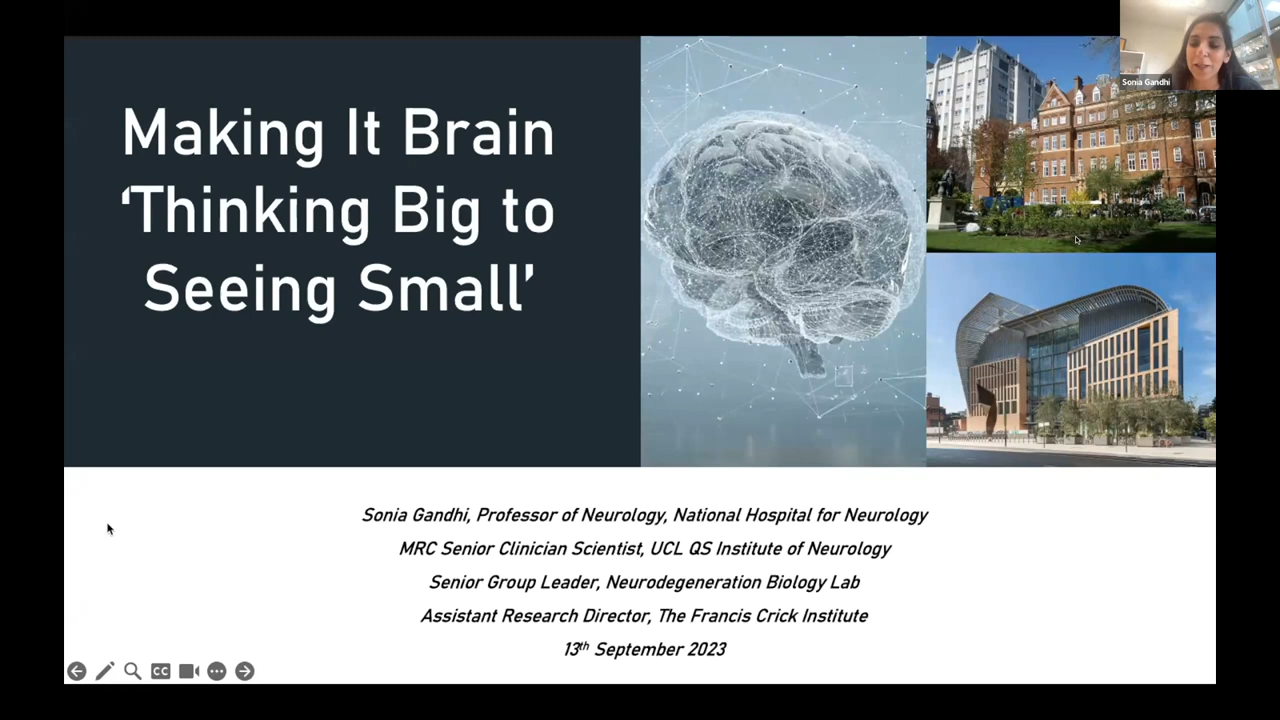 Sonia Gandhi
Making It Brain
‘Thinking Big to
Seeing Small’
Sonia Gandhi, Professor of Neurology, National Hospital for Neurology
MRC Senior Clinician Scientist, UCL QS Institute of Neurology
Senior Group Leader, Neurodegeneration Biology Lab
Assistant Research Director, The Francis Crick Institute
13th September 2023
CC